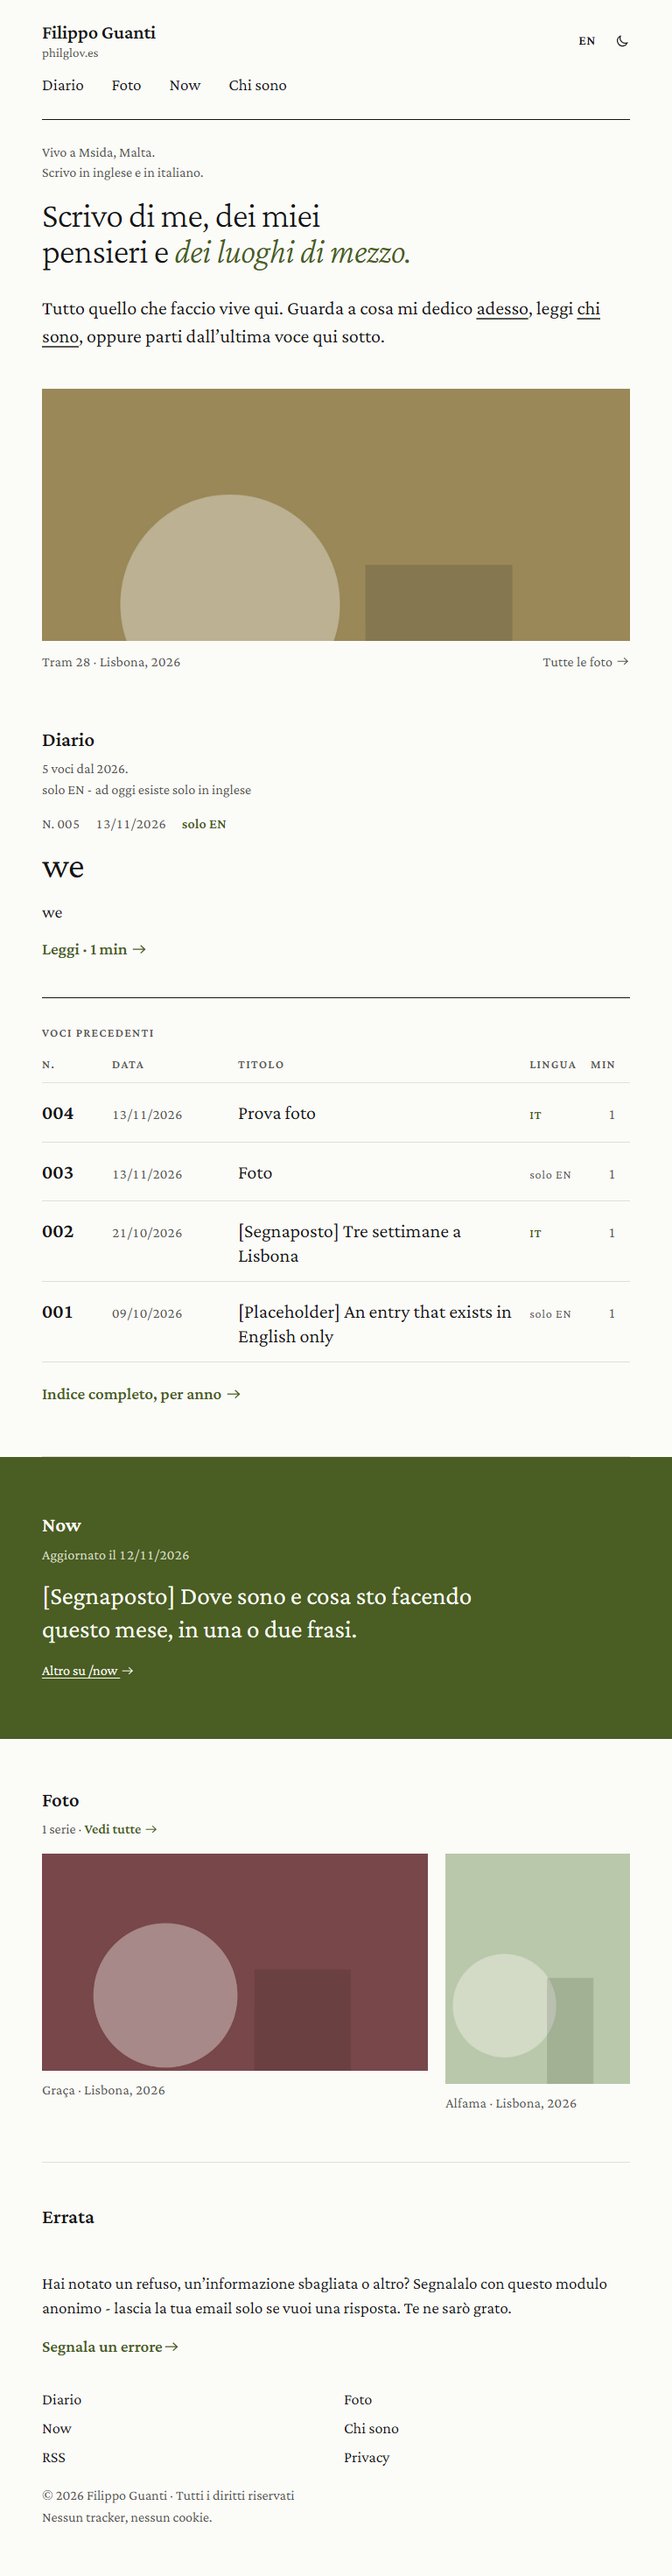 Filippo Guanti
philglov.es
EN
Diario Foto Now Chi sono
Vivo a Msida, Malta.
Scrivo in inglese e in italiano.
Scrivo di me, dei miei
pensieri e dei luoghi di mezzo.
Tutto quello che faccio vive qui. Guarda a cosa mi dedico adesso, leggi chi
sono, oppure parti dall’ultima voce qui sotto.
Tram 28 · Lisbona, 2026 Tutte le foto →
Diario
5 voci dal 2026.
solo EN - ad oggi esiste solo in inglese
N. 005 13/11/2026 solo EN
we
we
Leggi · 1 min →
VOCI PRECEDENTI
N. DATA TITOLO LINGUA MIN
004 13/11/2026 Prova foto IT 1
003 13/11/2026 Foto solo EN 1
002 21/10/2026 [Segnaposto] Tre settimane a IT 1
Lisbona
001 09/10/2026 [Placeholder] An entry that exists in solo EN 1
English only
Indice completo, per anno →
Now
Aggiornato il 12/11/2026
[Segnaposto] Dove sono e cosa sto facendo
questo mese, in una o due frasi.
Altro su /now →
Foto
1 serie · Vedi tutte →
Graça · Lisbona, 2026
Alfama · Lisbona, 2026
Errata
Hai notato un refuso, un’informazione sbagliata o altro? Segnalalo con questo modulo
anonimo - lascia la tua email solo se vuoi una risposta. Te ne sarò grato.
Segnala un errore →
Diario Foto
Now Chi sono
RSS Privacy
© 2026 Filippo Guanti · Tutti i diritti riservati
Nessun tracker, nessun cookie.